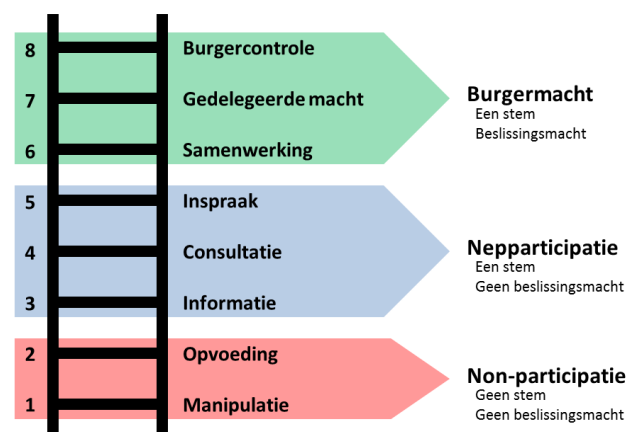 8 Burgercontrole
7 Gedelegeerde macht
6 Samenwerking
Burgermacht
Een stem
Beslissingsmacht
5 Inspraak
4 Consultatie
3 Informatie
Nepparticipatie
Een stem
Geen beslissingsmacht
2 Opvoeding
1 Manipulatie
Non-participatie
Geen stem
Geen beslissingsmacht